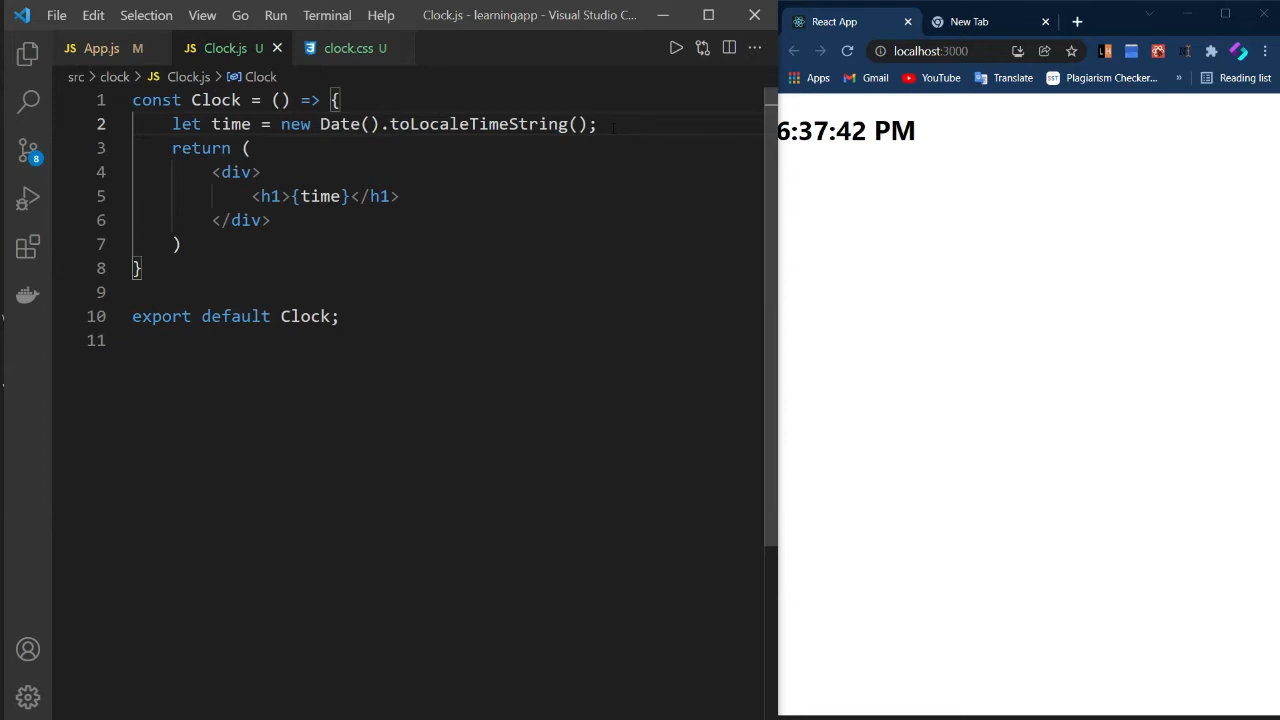 File Edit Selection View Go Run Terminal Help Clock.js - learningapp - Visual Studio C...
JS App.js M JS Clock.js U clock.css U
src > clock > JS Clock.js > Clock
1 const Clock = () => {
2 let time = new Date().toLocaleTimeString();
3 return (
4 <div>
5 <h1>{time}</h1>
6 </div>
7 )
8 }
9
10 export default Clock;
11
8
React App New Tab
localhost:3000
Apps Gmail YouTube Translate SST Plagiarism Checker... » Reading list
6:37:42 PM